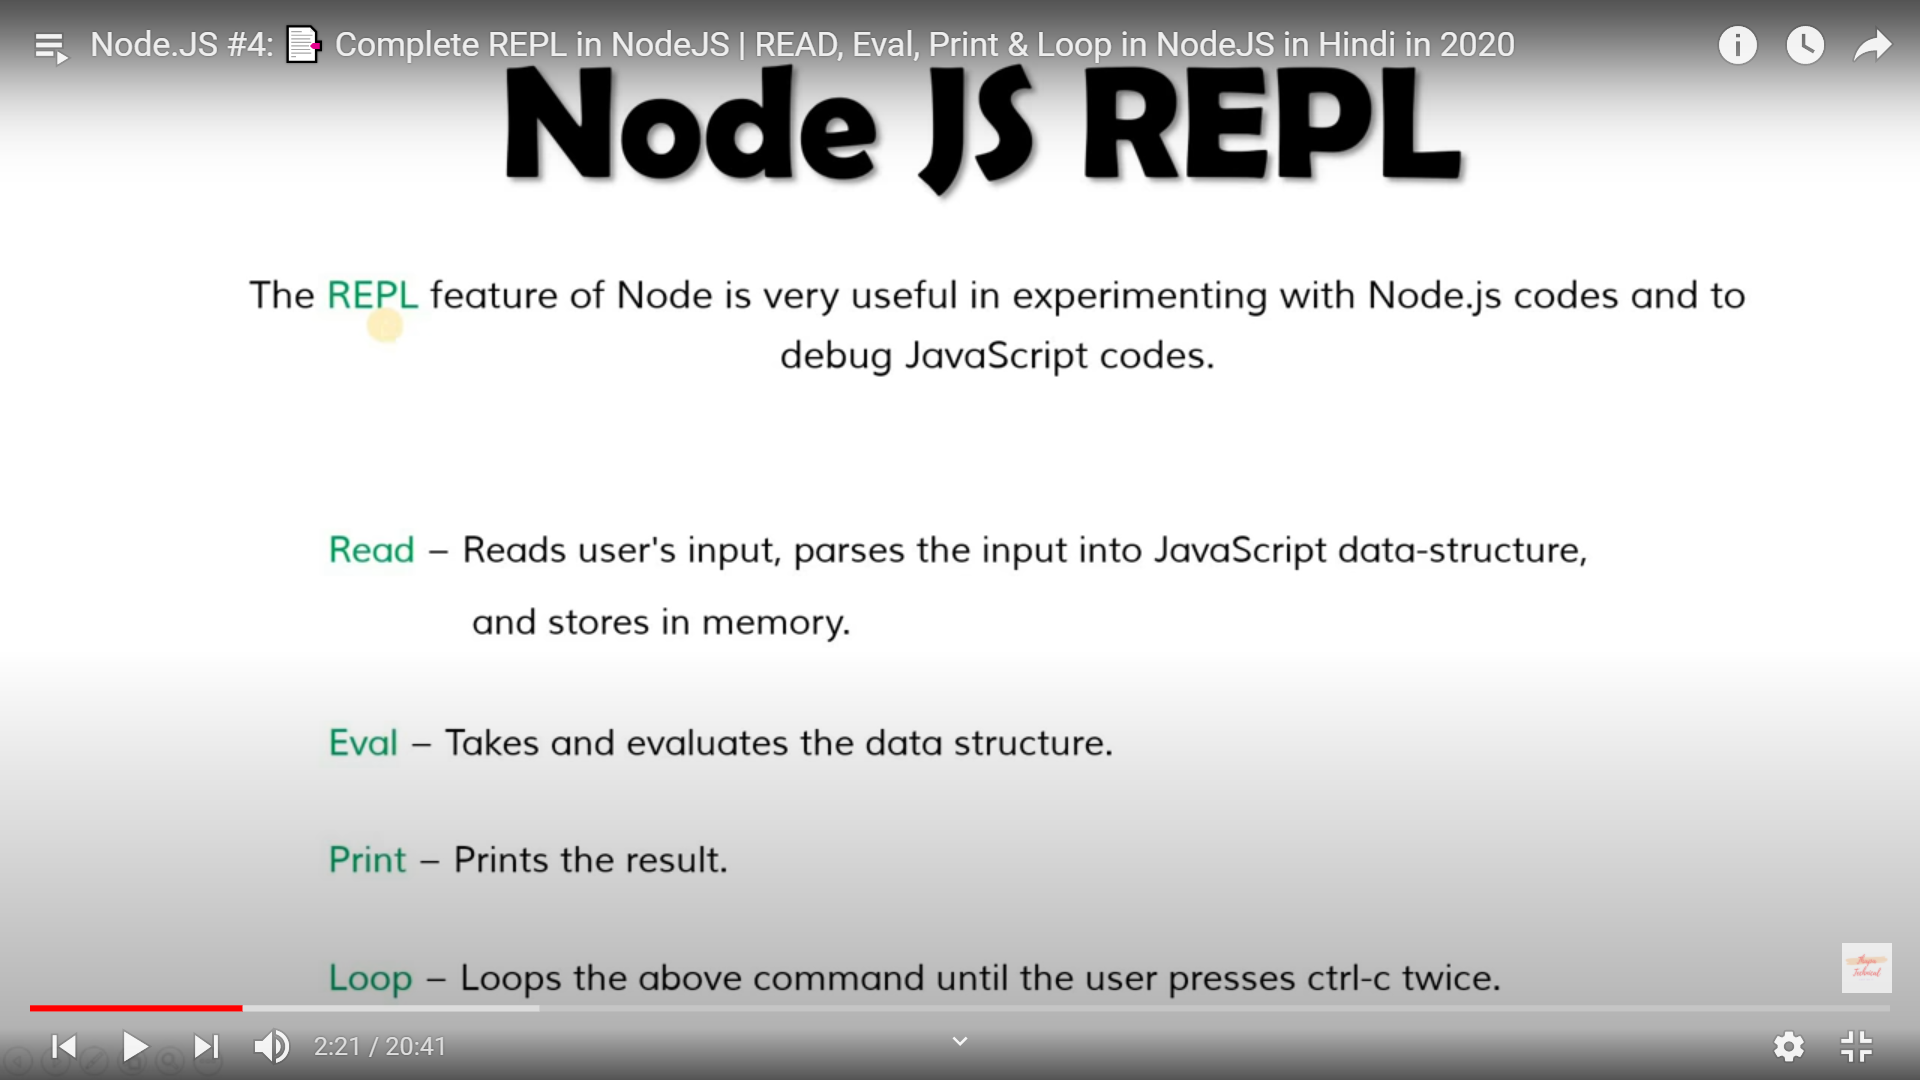 Node.JS #4: Complete REPL in NodeJS | READ, Eval, Print & Loop in NodeJS in Hindi in 2020
Node JS REPL
The REPL feature of Node is very useful in experimenting with Node.js codes and to
debug JavaScript codes.
Read – Reads user's input, parses the input into JavaScript data-structure,
and stores in memory.
Eval – Takes and evaluates the data structure.
Print – Prints the result.
Loop – Loops the above command until the user presses ctrl-c twice.
Thapa
Technical
2:21 / 20:41